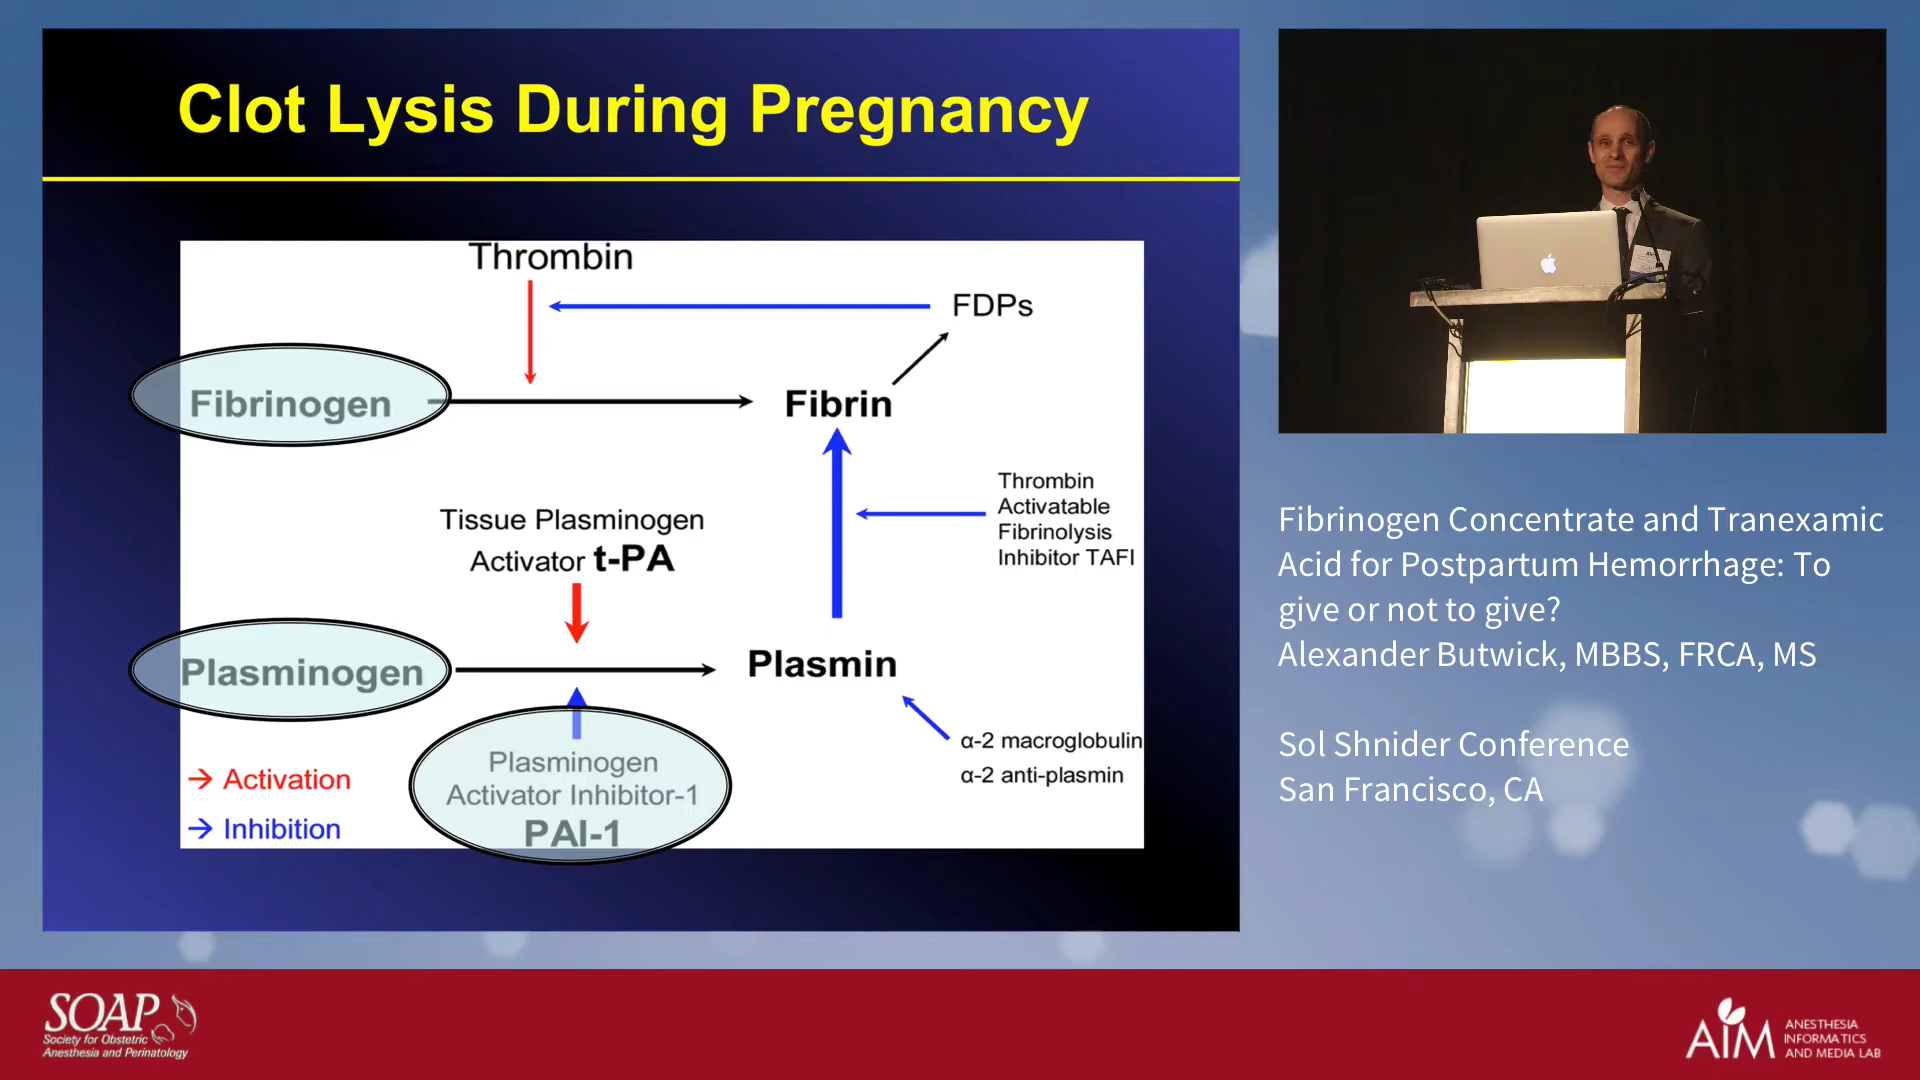 Clot Lysis During Pregnancy
Thrombin
FDPs
Fibrinogen
Fibrin
Thrombin
Activatable
Fibrinolysis
Inhibitor TAFI
Tissue Plasminogen
Activator t-PA
Plasminogen
Plasmin
α-2 macroglobulin
α-2 anti-plasmin
Plasminogen
Activator Inhibitor-1
PAI-1
→ Activation
→ Inhibition
Fibrinogen Concentrate and Tranexamic
Acid for Postpartum Hemorrhage: To
give or not to give?
Alexander Butwick, MBBS, FRCA, MS
Sol Shnider Conference
San Francisco, CA
SOAP
Society for Obstetric
Anesthesia and Perinatology
AIM
ANESTHESIA
INFORMATICS
AND MEDIA LAB